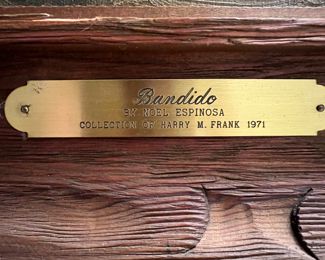 Bandido
BY NOEL ESPINOSA
COLLECTION OF HARRY M. FRANK 1971